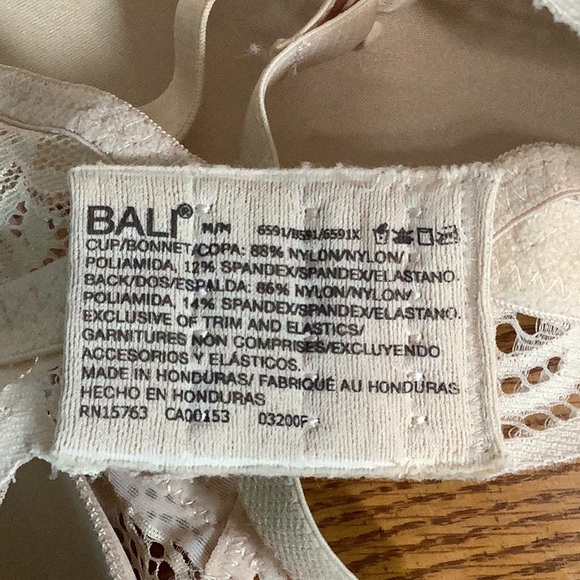 BALI® M/M 6591/B591/6591X
CUP/BONNET/COPA: 88% NYLON/NYLON/
POLIAMIDA, 12% SPANDEX/SPANDEX/ELASTANO.
BACK/DOS/ESPALDA: 86% NYLON/NYLON/
POLIAMIDA, 14% SPANDEX/SPANDEX/ELASTANO.
EXCLUSIVE OF TRIM AND ELASTICS/
GARNITURES NON COMPRISES/EXCLUYENDO
ACCESORIOS Y ELÁSTICOS.
MADE IN HONDURAS/ FABRIQUÉ AU HONDURAS
HECHO EN HONDURAS
RN15763 CA00153 03200F